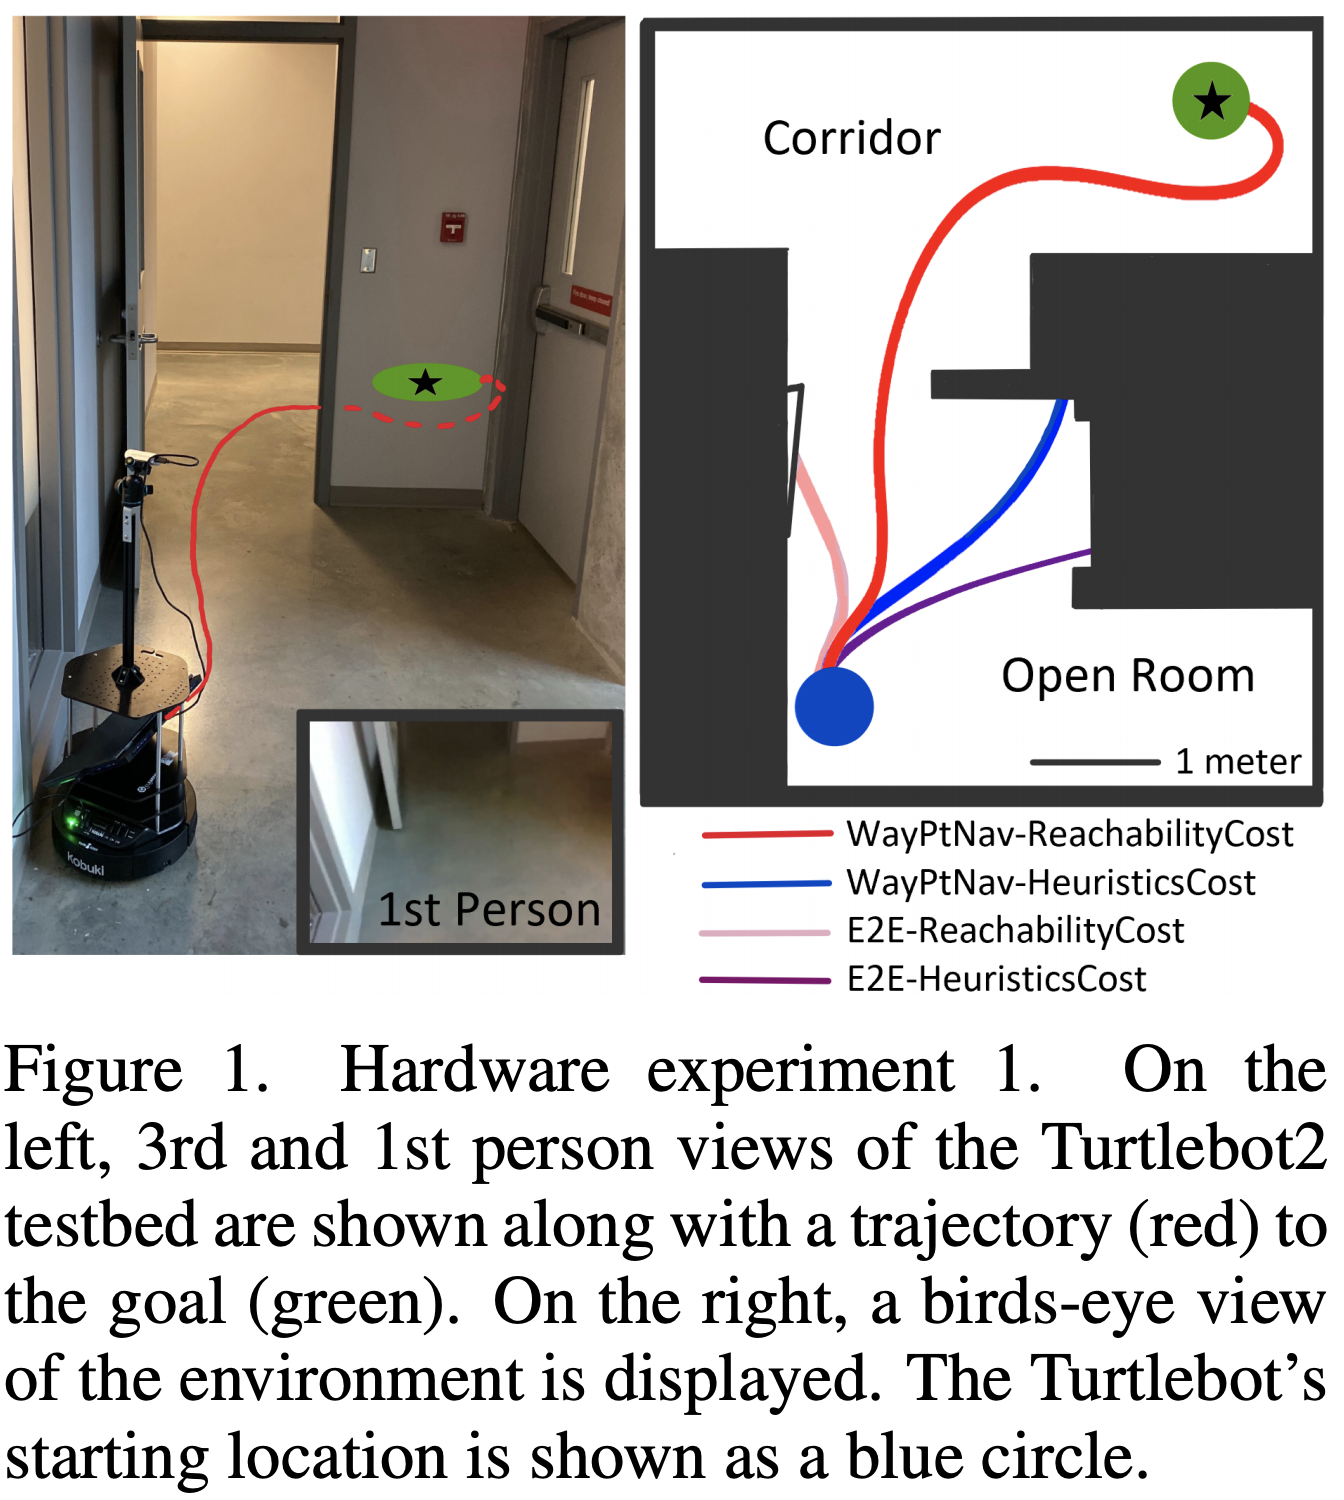 Kobuki
1st Person
Corridor
Open Room
1 meter
WayPtNav-ReachabilityCost
WayPtNav-HeuristicsCost
E2E-ReachabilityCost
E2E-HeuristicsCost
Figure 1. Hardware experiment 1. On the
left, 3rd and 1st person views of the Turtlebot2
testbed are shown along with a trajectory (red) to
the goal (green). On the right, a birds-eye view
of the environment is displayed. The Turtlebot’s
starting location is shown as a blue circle.